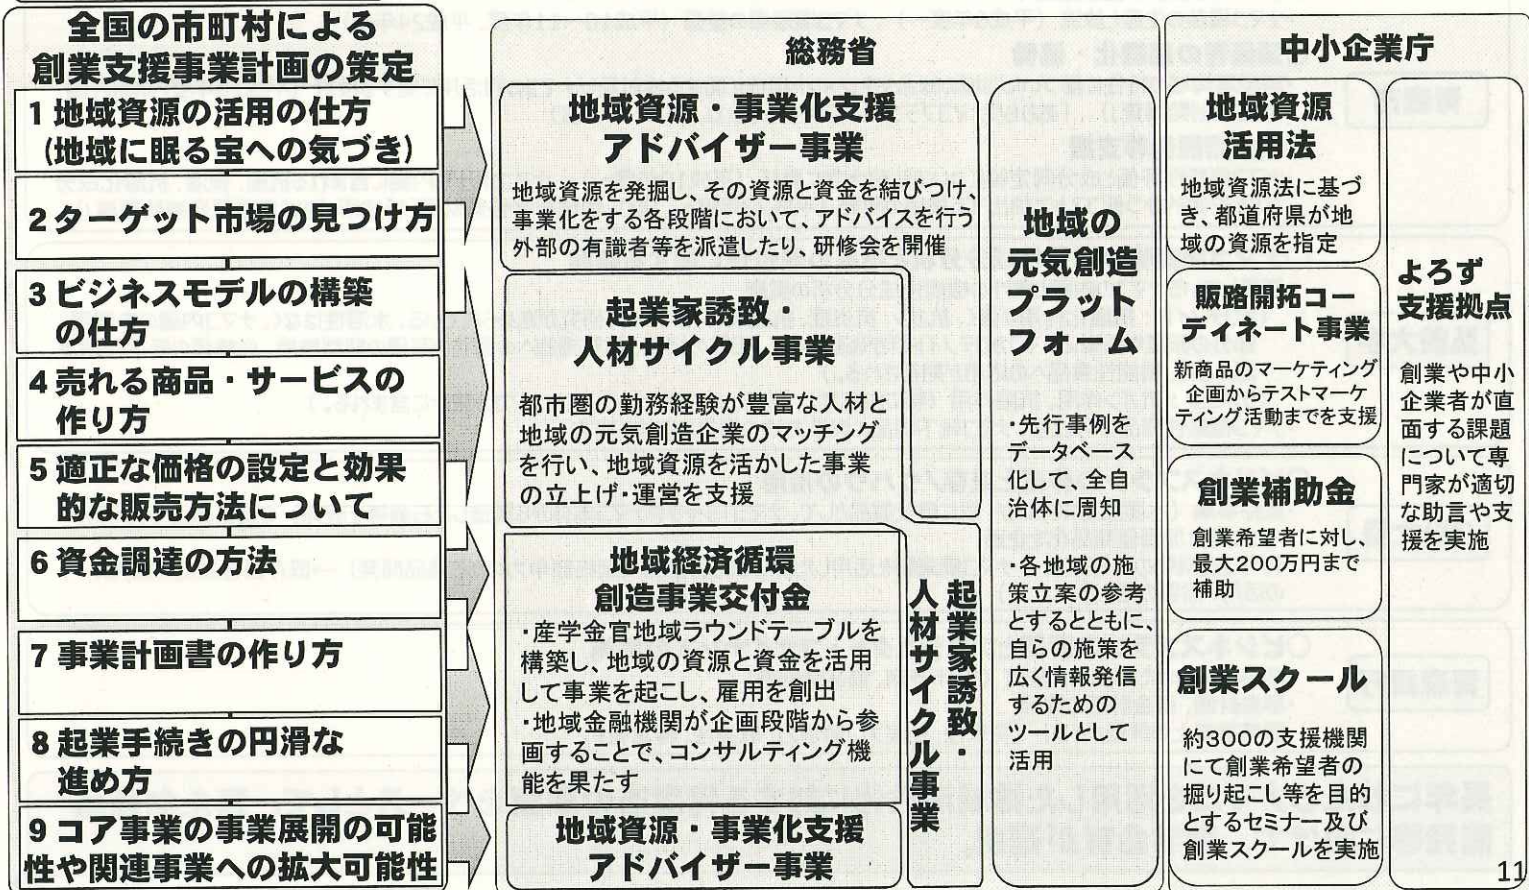 全国の市町村による
創業支援事業計画の策定
1 地域資源の活用の仕方
(地域に眠る宝への気づき)
2 ターゲット市場の見つけ方
3 ビジネスモデルの構築
の仕方
4 売れる商品・サービスの
作り方
5 適正な価格の設定と効果
的な販売方法について
6 資金調達の方法
7 事業計画書の作り方
8 起業手続きの円滑な
進め方
9 コア事業の事業展開の可能
性や関連事業への拡大可能性
総務省
地域資源・事業化支援
アドバイザー事業
地域資源を発掘し、その資源と資金を結びつけ、
事業化をする各段階において、アドバイスを行う
外部の有識者等を派遣したり、研修会を開催
起業家誘致・
人材サイクル事業
都市圏の勤務経験が豊富な人材と
地域の元気創造企業のマッチング
を行い、地域資源を活かした事業
の立上げ・運営を支援
地域経済循環
創造事業交付金
・産学金官地域ラウンドテーブルを
構築し、地域の資源と資金を活用
して事業を起こし、雇用を創出
・地域金融機関が企画段階から参
画することで、コンサルティング機
能を果たす
起業家誘致・
人材サイクル事業
地域資源・事業化支援
アドバイザー事業
地域の
元気創造
プラット
フォーム
・先行事例を
データベース
化して、全自
治体に周知
・各地域の施
策立案の参考
とするとともに、
自らの施策を
広く情報発信
するための
ツールとして
活用
中小企業庁
地域資源
活用法
地域資源法に基づ
き、都道府県が地
域の資源を指定
販路開拓コー
ディネート事業
新商品のマーケティング
企画からテストマーケ
ティング活動までを支援
創業補助金
創業希望者に対し、
最大200万円まで
補助
創業スクール
約300の支援機関
にて創業希望者の
掘り起こし等を目的
とするセミナー及び
創業スクールを実施
よろず
支援拠点
創業や中小
企業者が直
面する課題
について専
門家が適切
な助言や支
援を実施
11